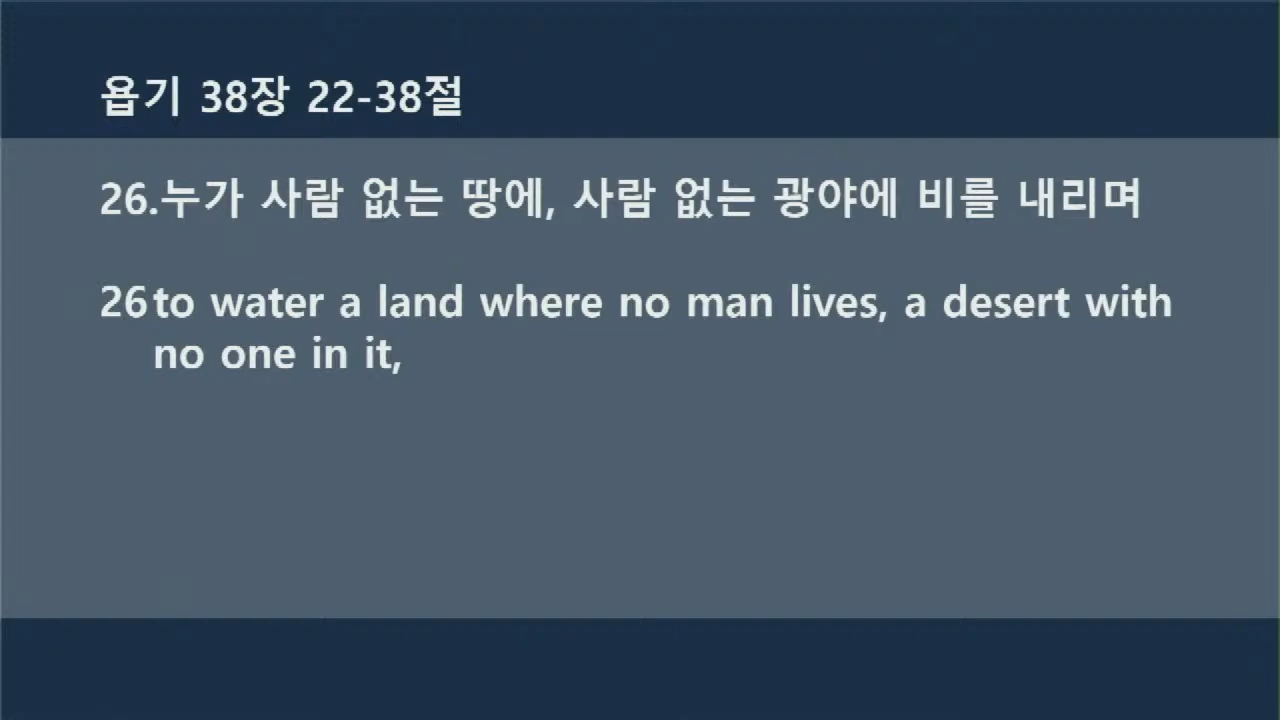 욥기 38장 22-38절
26.누가 사람 없는 땅에, 사람 없는 광야에 비를 내리며
26 to water a land where no man lives, a desert with
no one in it,